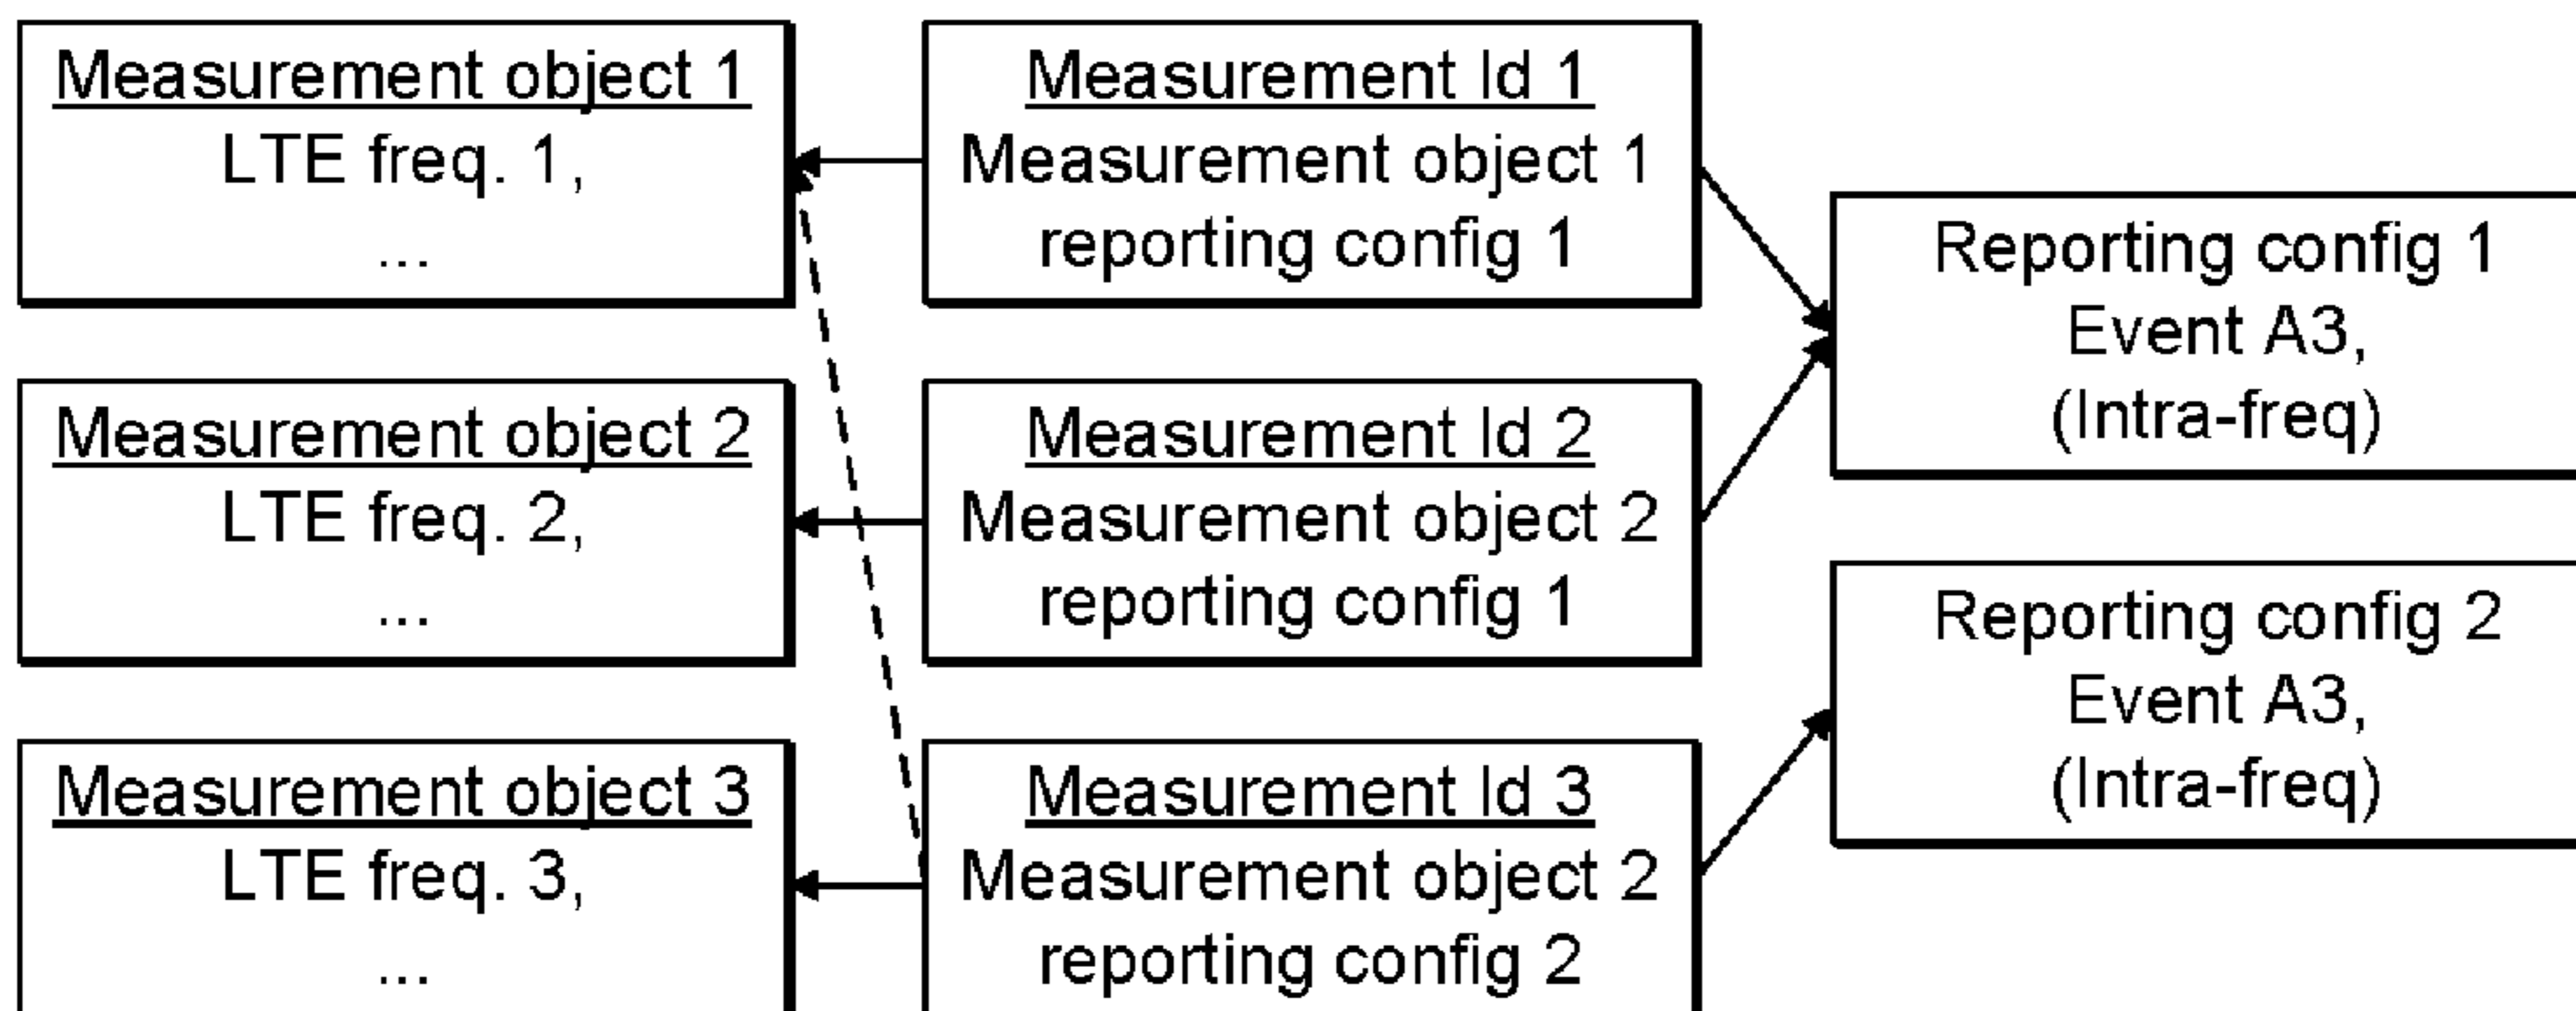 Measurement object 1
LTE freq. 1,
...
Measurement Id 1
Measurement object 1
reporting config 1
Reporting config 1
Event A3,
(Intra-freq)
Measurement object 2
LTE freq. 2,
...
Measurement Id 2
Measurement object 2
reporting config 1
Reporting config 2
Event A3,
(Intra-freq)
Measurement object 3
LTE freq. 3,
...
Measurement Id 3
Measurement object 2
reporting config 2